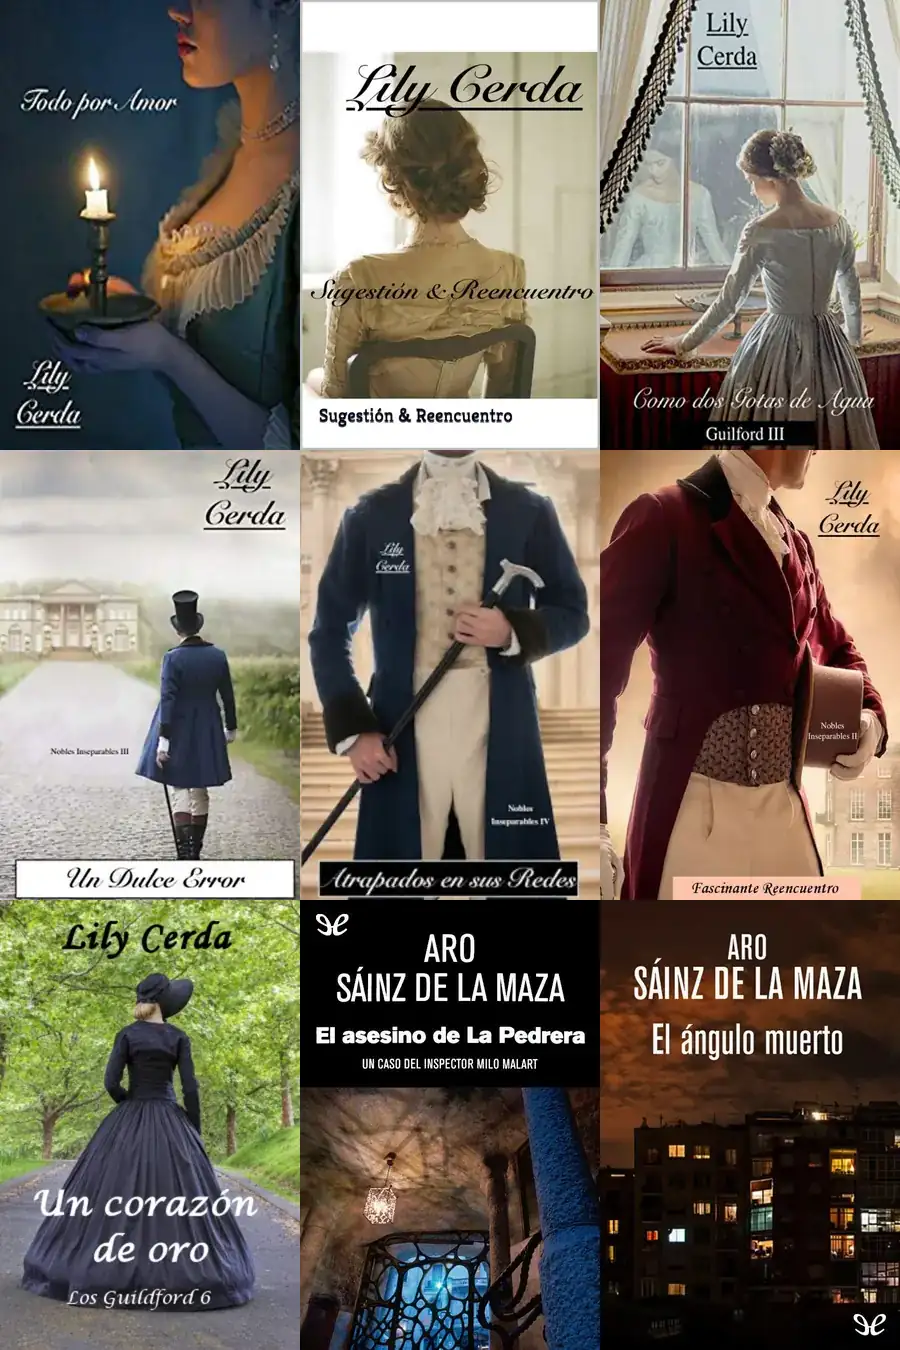 Todo por Amor
Lily
Cerda
Lily Cerda
Sugestión & Reencuentro
Sugestión & Reencuentro
Lily
Cerda
Como dos Gotas de Agua
Guilford III
Lily
Cerda
Nobles Inseparables III
Un Dulce Error
Lily
Cerda
Nobles
Inseparables IV
Atrapados en sus Redes
Lily
Cerda
Nobles
Inseparables II
Fascinante Reencuentro
Lily Cerda
Un corazón
de oro
Los Guildford 6
ARO
SÁINZ DE LA MAZA
El asesino de La Pedrera
UN CASO DEL INSPECTOR MILO MALART
ARO
SÁINZ DE LA MAZA
El ángulo muerto